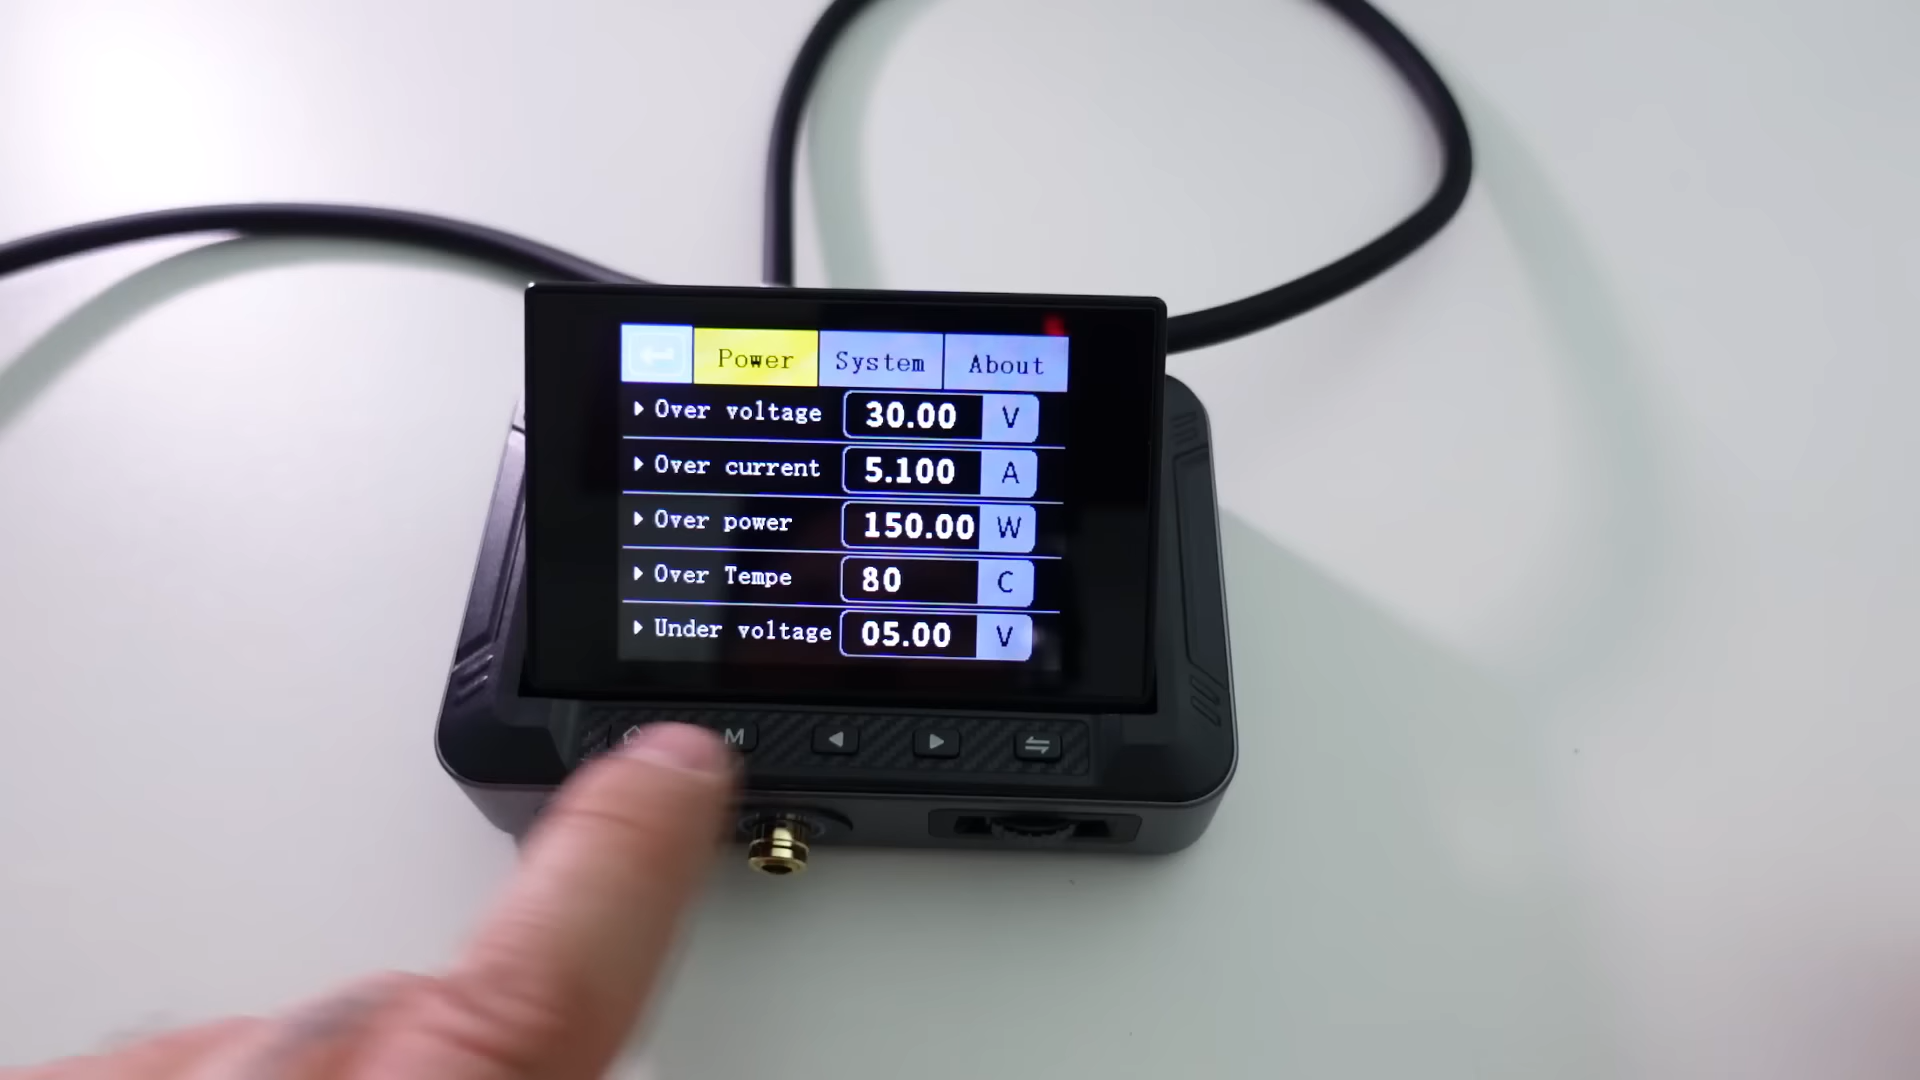 Power System About
Over voltage 30.00 V
Over current 5.100 A
Over power 150.00 W
Over Tempe 80 C
Under voltage 05.00 V
M